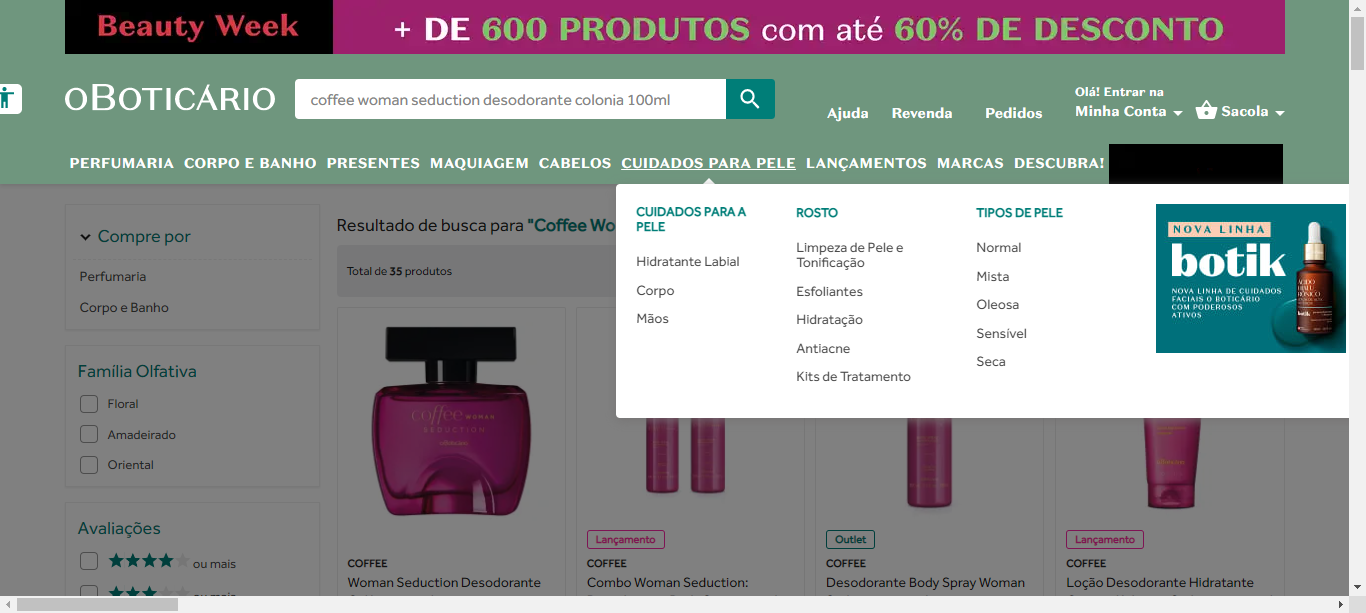 Beauty Week
+ DE 600 PRODUTOS com até 60% DE DESCONTO
oBOTICÁRIO
coffee woman seduction desodorante colonia 100ml
Ajuda
Revenda
Pedidos
Olá! Entrar na
Minha Conta
Sacola
PERFUMARIA CORPO E BANHO PRESENTES MAQUIAGEM CABELOS CUIDADOS PARA PELE LANÇAMENTOS MARCAS DESCUBRA!
CUIDADOS PARA A
PELE
Hidratante Labial
Corpo
Mãos
ROSTO
Limpeza de Pele e
Tonificação
Esfoliantes
Hidratação
Antiacne
Kits de Tratamento
TIPOS DE PELE
Normal
Mista
Oleosa
Sensível
Seca
NOVA LINHA
botik
NOVA LINHA DE CUIDADOS
FACIAIS O BOTICÁRIO
COM PODEROSOS
ATIVOS
ÁCIDO
HIALURÔNICO
botik
Compre por
Perfumaria
Corpo e Banho
Família Olfativa
Floral
Amadeirado
Oriental
Avaliações
ou mais
ou mais
Resultado de busca para "Coffee Wo
Total de 35 produtos
coffee WOMAN
SEDUCTION
COFFEE
Woman Seduction Desodorante
Lançamento
COFFEE
Combo Woman Seduction:
Outlet
COFFEE
Desodorante Body Spray Woman
Lançamento
COFFEE
Loção Desodorante Hidratante